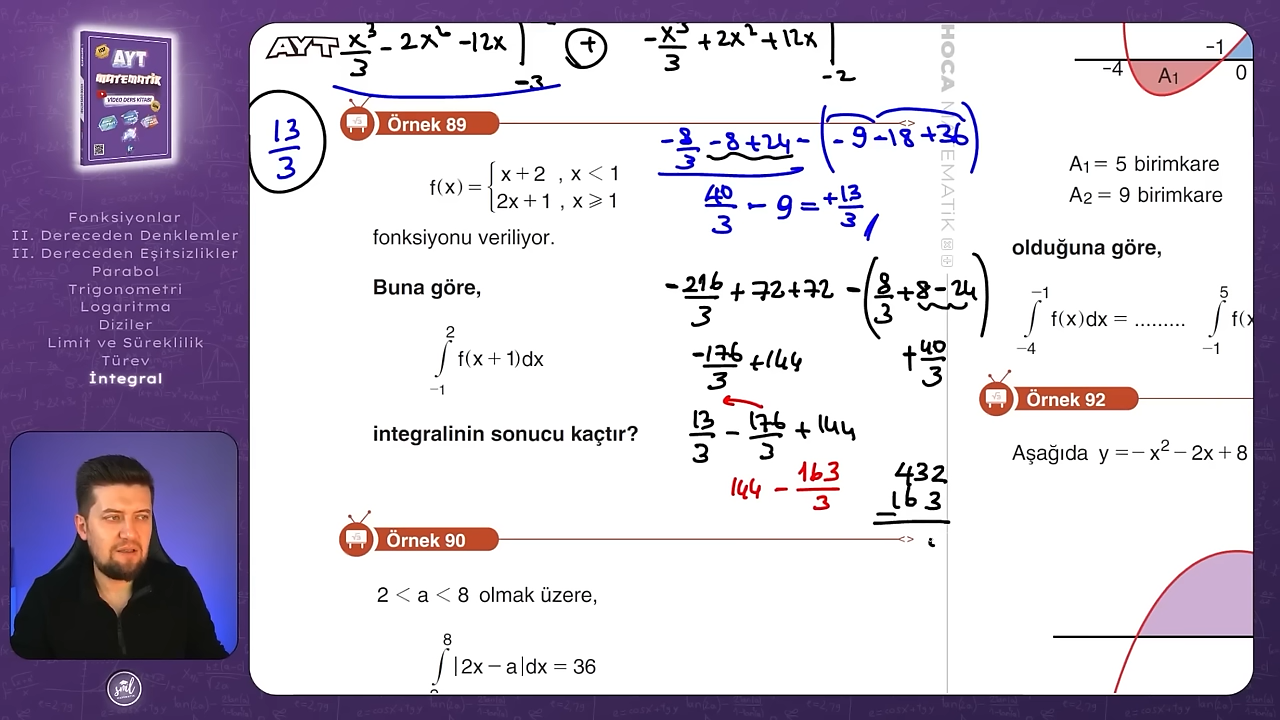 AYT
MATEMATİK
VİDEO DERS KİTABI
Fonksiyonlar
II. Dereceden Denklemler
II. Dereceden Eşitsizlikler
Parabol
Trigonometri
Logaritma
Diziler
Limit ve Süreklilik
Türev
İntegral
sml
AYT
x³/3 - 2x² - 12x | -3 + -x³/3 + 2x² + 12x | -2
13/3
Örnek 89
f(x) = { x + 2 , x < 1
2x + 1 , x ⩾ 1
fonksiyonu veriliyor.
Buna göre,
∫₋₁² f(x + 1)dx
integralinin sonucu kaçtır?
-8/3 - 8 + 24 - (-9 - 18 + 36)
40/3 - 9 = +13/3
-216/3 + 72 + 72 - (8/3 + 8 - 24)
-176/3 + 144 + 40/3
13/3 - 176/3 + 144
144 - 163/3
432
- 163
Örnek 90
2 < a < 8 olmak üzere,
8
∫ |2x − a|dx = 36
HOCA MATEMATİK
−4 A₁ −1 0
A₁ = 5 birimkare
A₂ = 9 birimkare
olduğuna göre,
∫₋₄⁻¹ f(x)dx = ......... ∫₋₁⁵ f(x
Örnek 92
Aşağıda y = − x² − 2x + 8